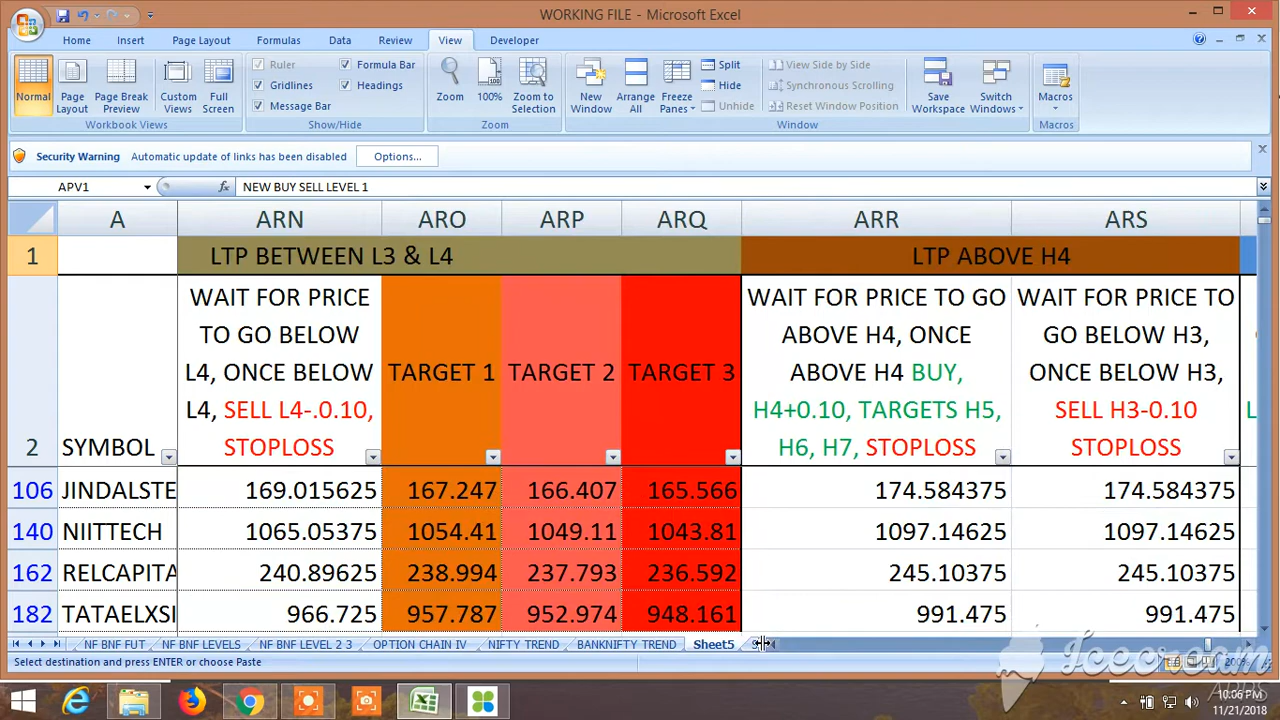 WORKING FILE - Microsoft Excel
Home Insert Page Layout Formulas Data Review View Developer
Normal
Page Layout
Page Break Preview
Custom Views
Full Screen
Workbook Views
Ruler
Gridlines
Message Bar
Formula Bar
Headings
Show/Hide
Zoom
100%
Zoom to Selection
Zoom
New Window
Arrange All
Freeze Panes
Split
Hide
Unhide
View Side by Side
Synchronous Scrolling
Reset Window Position
Window
Save Workspace
Switch Windows
Macros
Macros
Security Warning Automatic update of links has been disabled Options...
APV1 fx NEW BUY SELL LEVEL 1
A ARN ARO ARP ARQ ARR ARS
1 LTP BETWEEN L3 & L4 LTP ABOVE H4
2 SYMBOL
WAIT FOR PRICE
TO GO BELOW
L4, ONCE BELOW
L4, SELL L4-.0.10,
STOPLOSS
TARGET 1
TARGET 2
TARGET 3
WAIT FOR PRICE TO GO
ABOVE H4, ONCE
ABOVE H4 BUY,
H4+0.10, TARGETS H5,
H6, H7, STOPLOSS
WAIT FOR PRICE TO
GO BELOW H3,
ONCE BELOW H3,
SELL H3-0.10
STOPLOSS
106 JINDALSTE 169.015625 167.247 166.407 165.566 174.584375 174.584375
140 NIITTECH 1065.05375 1054.41 1049.11 1043.81 1097.14625 1097.14625
162 RELCAPITA 240.89625 238.994 237.793 236.592 245.10375 245.10375
182 TATAELXSI 966.725 957.787 952.974 948.161 991.475 991.475
NF BNF FUT NF BNF LEVELS NF BNF LEVEL 2 3 OPTION CHAIN IV NIFTY TREND BANKNIFTY TREND Sheet5
Select destination and press ENTER or choose Paste
200%
Icecream
APPS
10:06 PM
11/21/2018